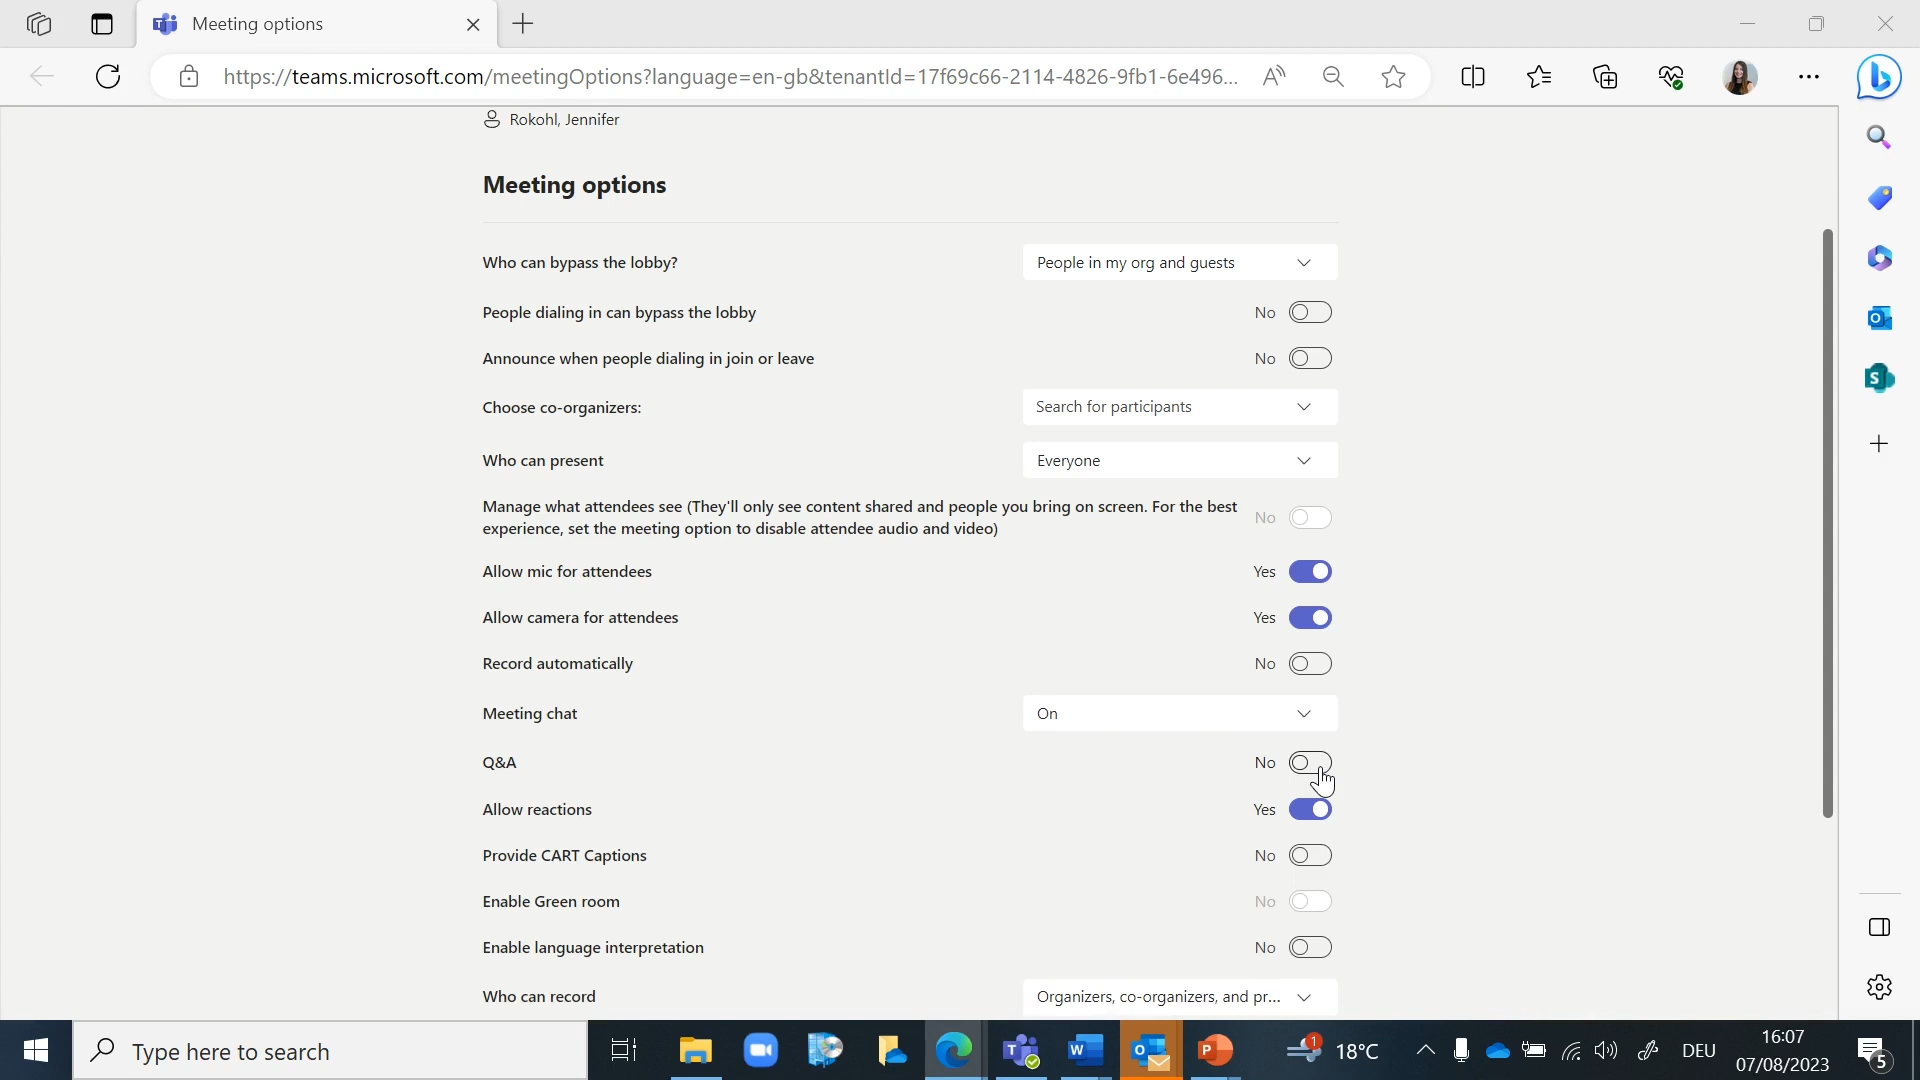 Meeting options
https://teams.microsoft.com/meetingOptions?language=en-gb&tenantId=17f69c66-2114-4826-9fb1-6e496...
Rokohl, Jennifer
Meeting options
Who can bypass the lobby? People in my org and guests
People dialing in can bypass the lobby No
Announce when people dialing in join or leave No
Choose co-organizers: Search for participants
Who can present Everyone
Manage what attendees see (They'll only see content shared and people you bring on screen. For the best
experience, set the meeting option to disable attendee audio and video) No
Allow mic for attendees Yes
Allow camera for attendees Yes
Record automatically No
Meeting chat On
Q&A No
Allow reactions Yes
Provide CART Captions No
Enable Green room No
Enable language interpretation No
Who can record Organizers, co-organizers, and pr...
Type here to search
1 18°C DEU 16:07
07/08/2023
5